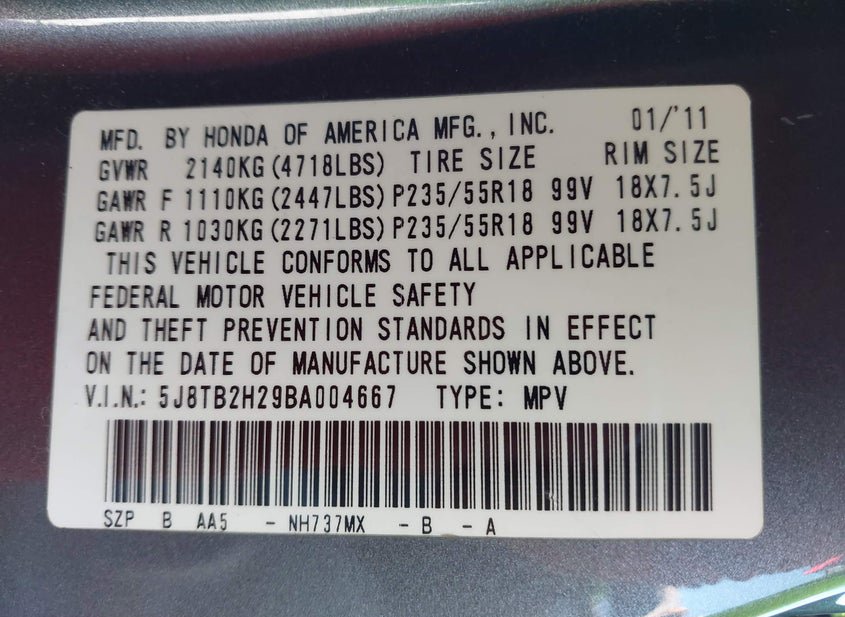 MFD. BY HONDA OF AMERICA MFG., INC. 01/'11
GVWR 2140KG (4718LBS) TIRE SIZE RIM SIZE
GAWR F 1110KG (2447LBS) P235/55R18 99V 18X7.5J
GAWR R 1030KG (2271LBS) P235/55R18 99V 18X7.5J
THIS VEHICLE CONFORMS TO ALL APPLICABLE
FEDERAL MOTOR VEHICLE SAFETY
AND THEFT PREVENTION STANDARDS IN EFFECT
ON THE DATE OF MANUFACTURE SHOWN ABOVE.
V.I.N.: 5J8TB2H29BA004667 TYPE: MPV
SZP B AA5 - NH737MX - B - A